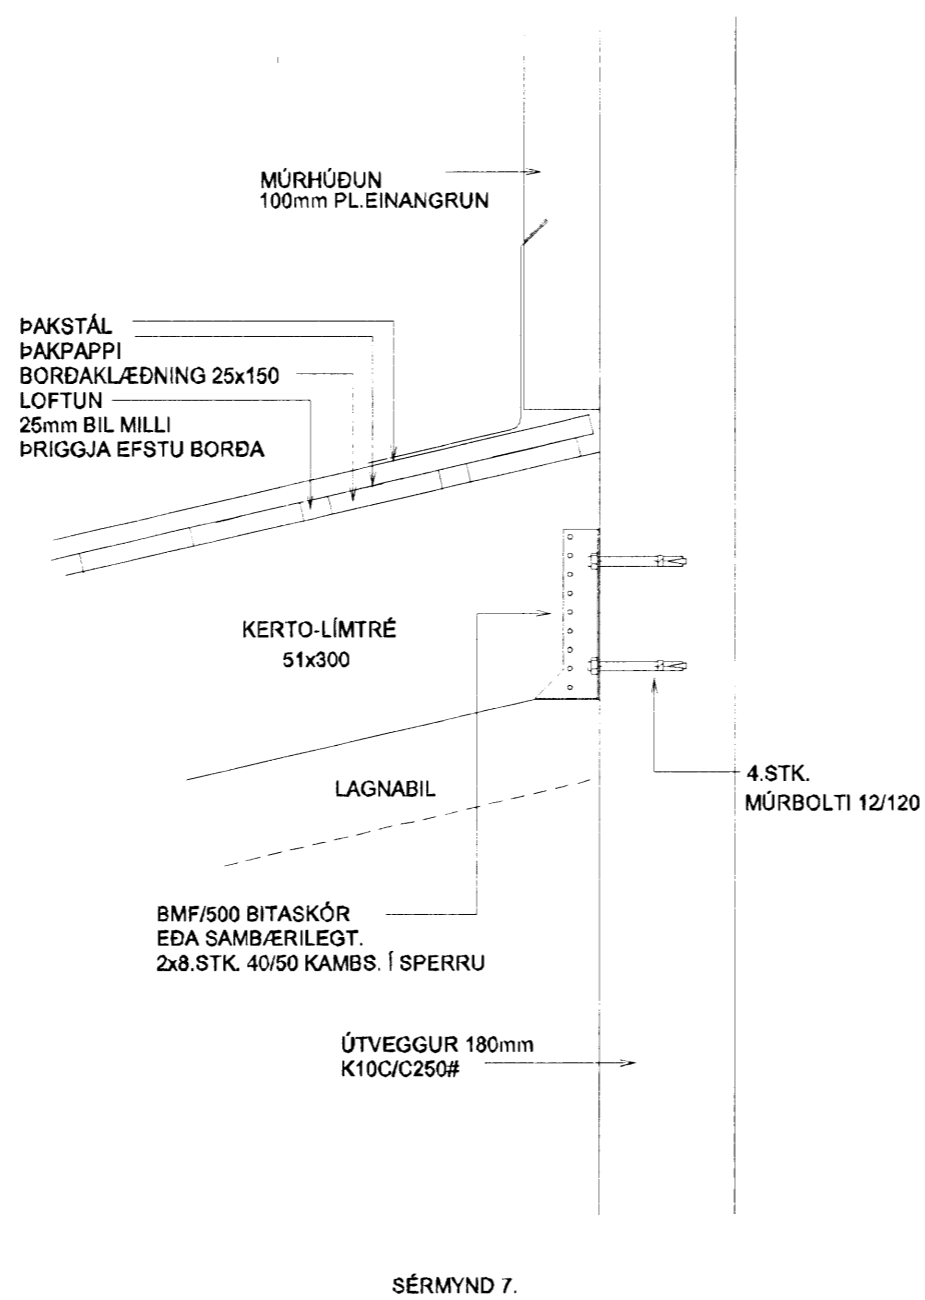 MÚRHÚÐUN
100mm PL.EINANGRUN
ÞAKSTÁL
ÞAKPAPPI
BORÐAKLÆÐNING 25x150
LOFTUN
25mm BIL MILLI
ÞRIGGJA EFSTU BORÐA
KERTO-LÍMTRÉ
51x300
LAGNABIL
4.STK.
MÚRBOLTI 12/120
BMF/500 BITASKÓR
EÐA SAMBÆRILEGT.
2x8.STK. 40/50 KAMBS. Í SPERRU
ÚTVEGGUR 180mm
K10C/C250#
SÉRMYND 7.